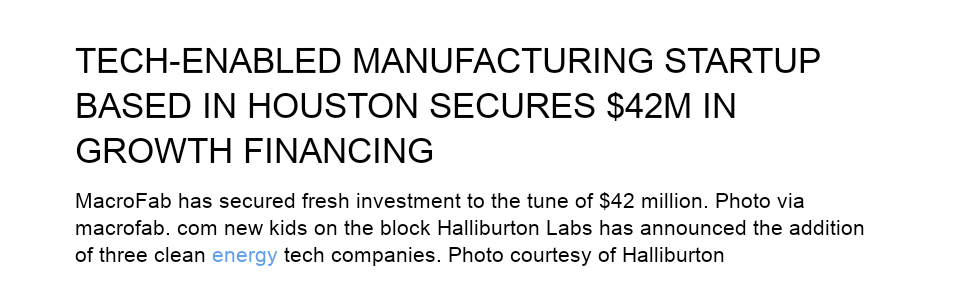 TECH-ENABLED MANUFACTURING STARTUP
BASED IN HOUSTON SECURES $42M IN
GROWTH FINANCING
MacroFab has secured fresh investment to the tune of $42 million. Photo via
macrofab. com new kids on the block Halliburton Labs has announced the addition
of three clean energy tech companies. Photo courtesy of Halliburton